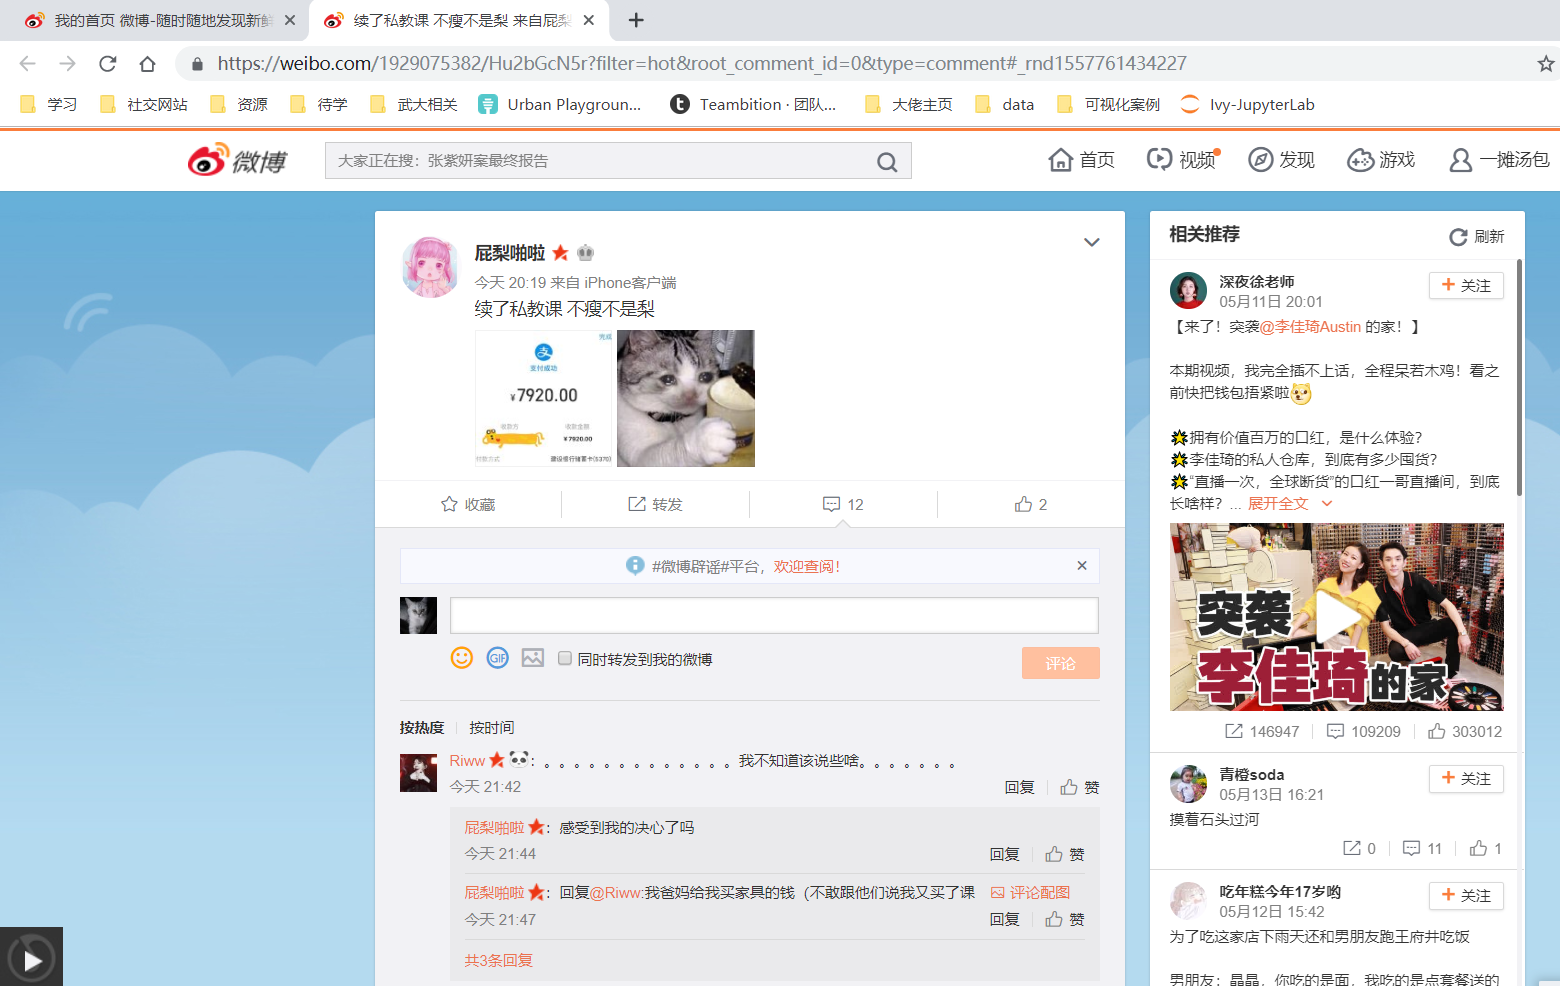 我的首页 微博-随时随地发现新鲜
续了私教课 不瘦不是梨 来自屁梨
https://weibo.com/1929075382/Hu2bGcN5r?filter=hot&root_comment_id=0&type=comment#_rnd1557761434227
学习 社交网站 资源 待学 武大相关 Urban Playgroun... Teambition · 团队... 大佬主页 data 可视化案例 Ivy-JupyterLab
微博
大家正在搜：张紫妍案最终报告
首页 视频 发现 游戏 一摊汤包
屁梨啪啦
今天 20:19 来自 iPhone客户端
续了私教课 不瘦不是梨
完成
支
支付成功
¥7920.00
收款方 收款金额
¥7920.00
付款方式 建设银行储蓄卡(5370)
收藏 转发 12 2
#微博辟谣#平台，欢迎查阅！
GIF 同时转发到我的微博 评论
按热度 按时间
Riww：。。。。。。。。。。。。。我不知道该说些啥。。。。。。。
今天 21:42 回复 赞
屁梨啪啦：感受到我的决心了吗
今天 21:44 回复 赞
屁梨啪啦：回复@Riww:我爸妈给我买家具的钱（不敢跟他们说我又买了课 评论配图
今天 21:47 回复 赞
共3条回复
相关推荐 刷新
深夜徐老师 +关注
05月11日 20:01
【来了！突袭@李佳琦Austin 的家！】
本期视频，我完全插不上话，全程呆若木鸡！看之
前快把钱包捂紧啦
拥有价值百万的口红，是什么体验？
李佳琦的私人仓库，到底有多少囤货？
“直播一次，全球断货”的口红一哥直播间，到底
长啥样？... 展开全文
突袭
李佳琦的家
146947 109209 303012
青橙soda +关注
05月13日 16:21
摸着石头过河
0 11 1
吃年糕今年17岁哟 +关注
05月12日 15:42
为了吃这家店下雨天还和男朋友跑王府井吃饭
男朋友：晶晶，你吃的是面，我吃的是点套餐送的